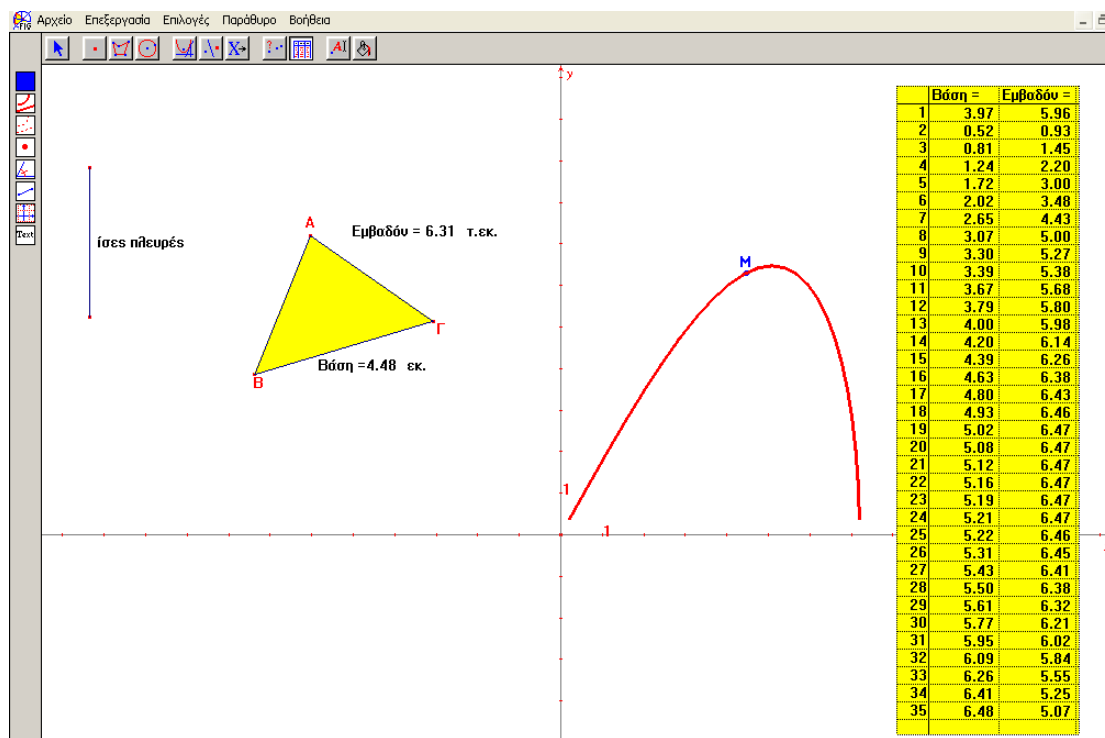 Αρχείο Επεξεργασία Επιλογές Παράθυρο Βοήθεια
y
ίσες πλευρές
Α
Εμβαδόν = 6.31 τ.εκ.
Γ
Βάση =4.48 εκ.
Β
Μ
1
1
Text
Βάση = Εμβαδόν =
1 3.97 5.96
2 0.52 0.93
3 0.81 1.45
4 1.24 2.20
5 1.72 3.00
6 2.02 3.48
7 2.65 4.43
8 3.07 5.00
9 3.30 5.27
10 3.39 5.38
11 3.67 5.68
12 3.79 5.80
13 4.00 5.98
14 4.20 6.14
15 4.39 6.26
16 4.63 6.38
17 4.80 6.43
18 4.93 6.46
19 5.02 6.47
20 5.08 6.47
21 5.12 6.47
22 5.16 6.47
23 5.19 6.47
24 5.21 6.47
25 5.22 6.46
26 5.31 6.45
27 5.43 6.41
28 5.50 6.38
29 5.61 6.32
30 5.77 6.21
31 5.95 6.02
32 6.09 5.84
33 6.26 5.55
34 6.41 5.25
35 6.48 5.07